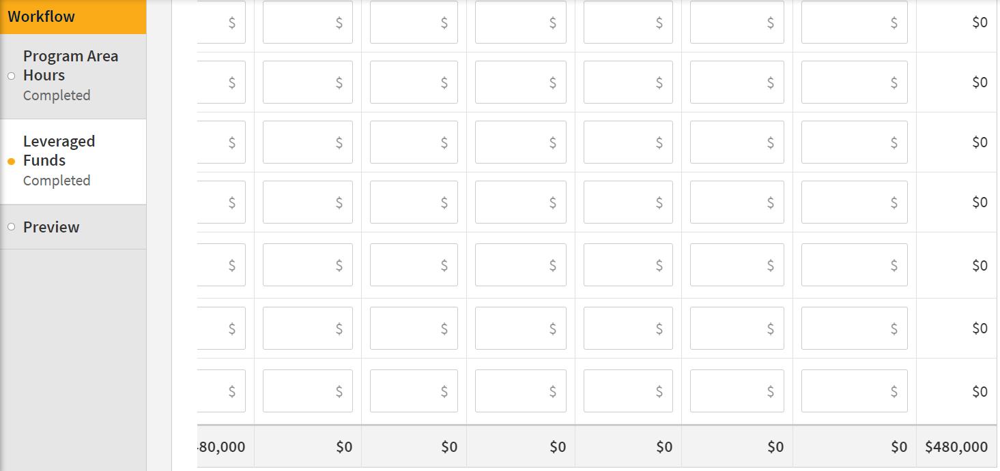 Workflow
Program Area
Hours
Completed
Leveraged
Funds
Completed
Preview
$ $ $ $ $ $ $ $0
$ $ $ $ $ $ $ $0
$ $ $ $ $ $ $ $0
$ $ $ $ $ $ $ $0
$ $ $ $ $ $ $ $0
$ $ $ $ $ $ $ $0
$ $ $ $ $ $ $ $0
80,000 $0 $0 $0 $0 $0 $0 $480,000